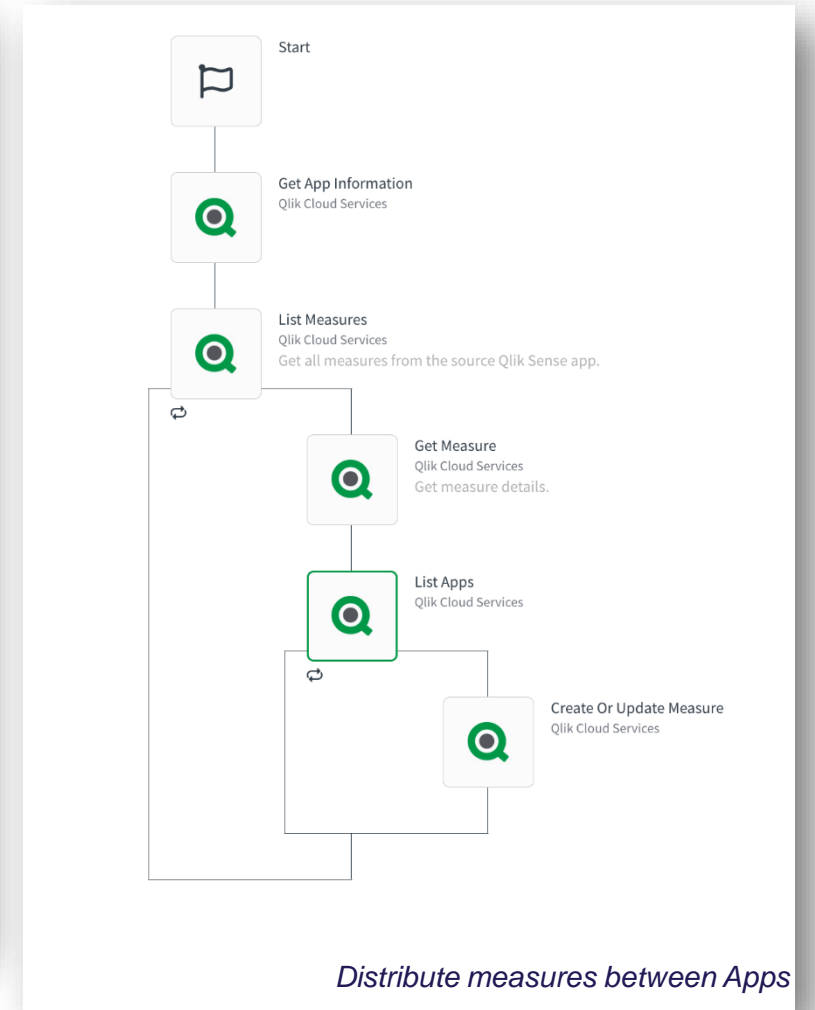 Start
Get App Information
Qlik Cloud Services
List Measures
Qlik Cloud Services
Get all measures from the source Qlik Sense app.
Get Measure
Qlik Cloud Services
Get measure details.
List Apps
Qlik Cloud Services
Create Or Update Measure
Qlik Cloud Services
Distribute measures between Apps